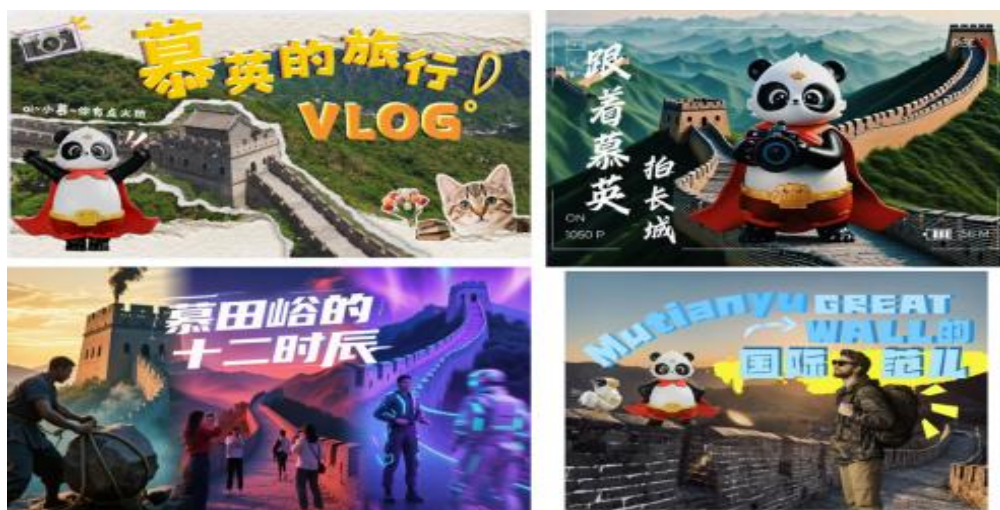 慕英的旅行
VLOG
跟着慕英
拍长城
ON
1050 P
慕田峪的
十二时辰
Mutianyu GREAT
WALL的
国际范儿